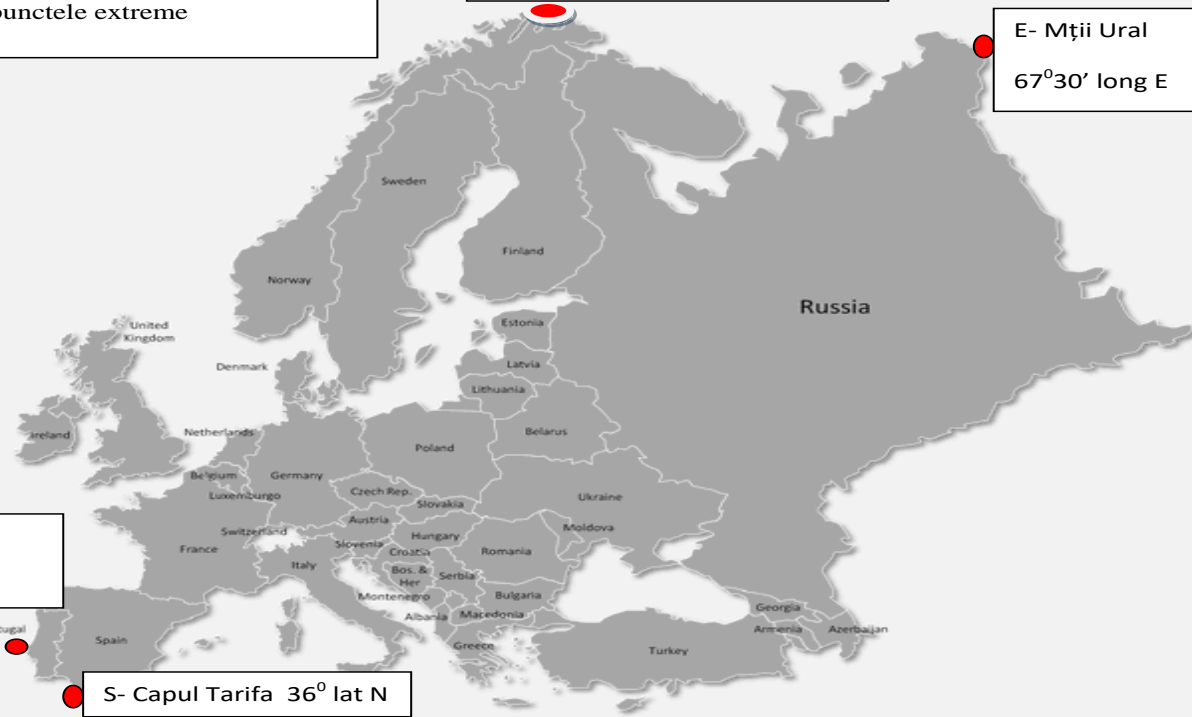 punctele extreme
E- Mții Ural
67⁰30’ long E
Sweden
Finland
Norway
Russia
United
Kingdom
Estonia
Denmark
Latvia
Lithuania
Ireland
Netherlands
Belarus
Poland
Belgium
Germany
Luxemburgo
Czech Rep.
Ukraine
Slovakia
Austria
Moldova
Switzerland
Hungary
France
Slovenia
Croatia
Romania
Italy
Bos. &
Her
Serbia
Montenegro
Bulgaria
Georgia
Albania
Macedonia
tugal
Spain
Armenia
Azerbaijan
Greece
Turkey
S- Capul Tarifa 36⁰ lat N